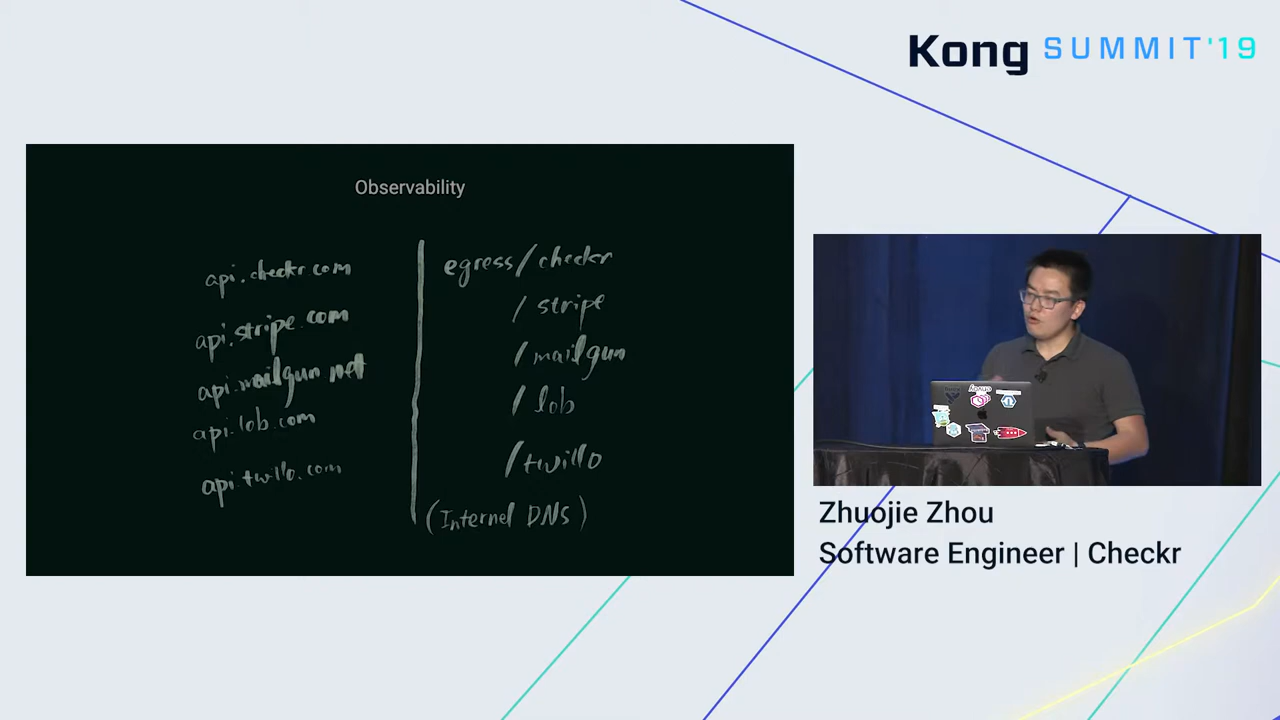 Kong SUMMIT'19
Observability
api.checkr.com
api.stripe.com
api.mailgun.net
api.lob.com
api.twillo.com
egress/checkr
/stripe
/mailgun
/lob
/twillo
(Internel DNS)
Zhuojie Zhou
Software Engineer | Checkr